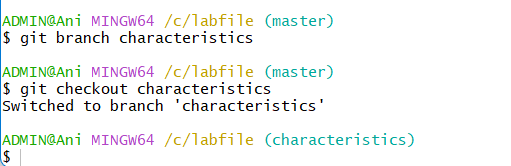 ADMIN@Ani MINGW64 /c/labfile (master)
$ git branch characteristics
ADMIN@Ani MINGW64 /c/labfile (master)
$ git checkout characteristics
Switched to branch 'characteristics'
ADMIN@Ani MINGW64 /c/labfile (characteristics)
$